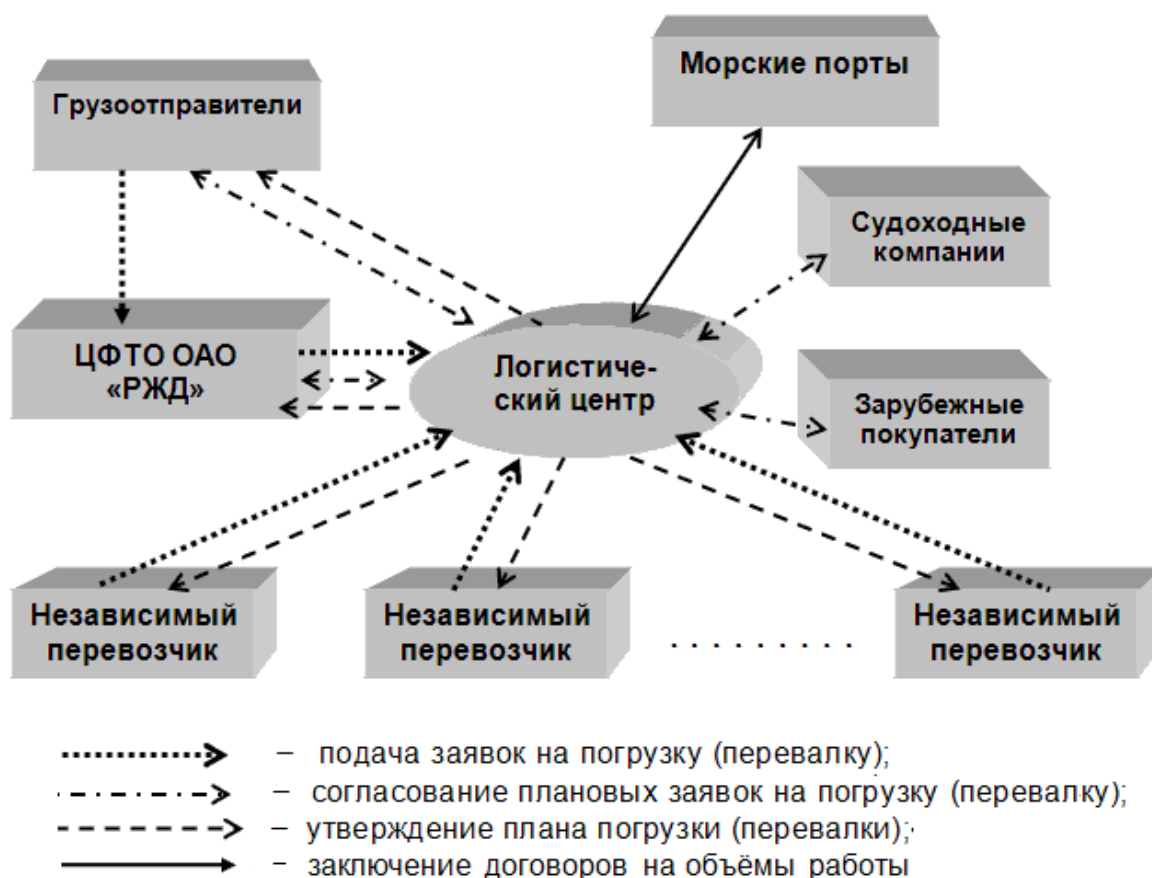 Грузоотправители
Морские порты
Судоходные
компании
ЦФТО ОАО
«РЖД»
Логистиче-
ский центр
Зарубежные
покупатели
Независимый
перевозчик
Независимый
перевозчик
. . . . . . . . .
Независимый
перевозчик
– подача заявок на погрузку (перевалку);
– согласование плановых заявок на погрузку (перевалку);
– утверждение плана погрузки (перевалки);
– заключение договоров на объёмы работы